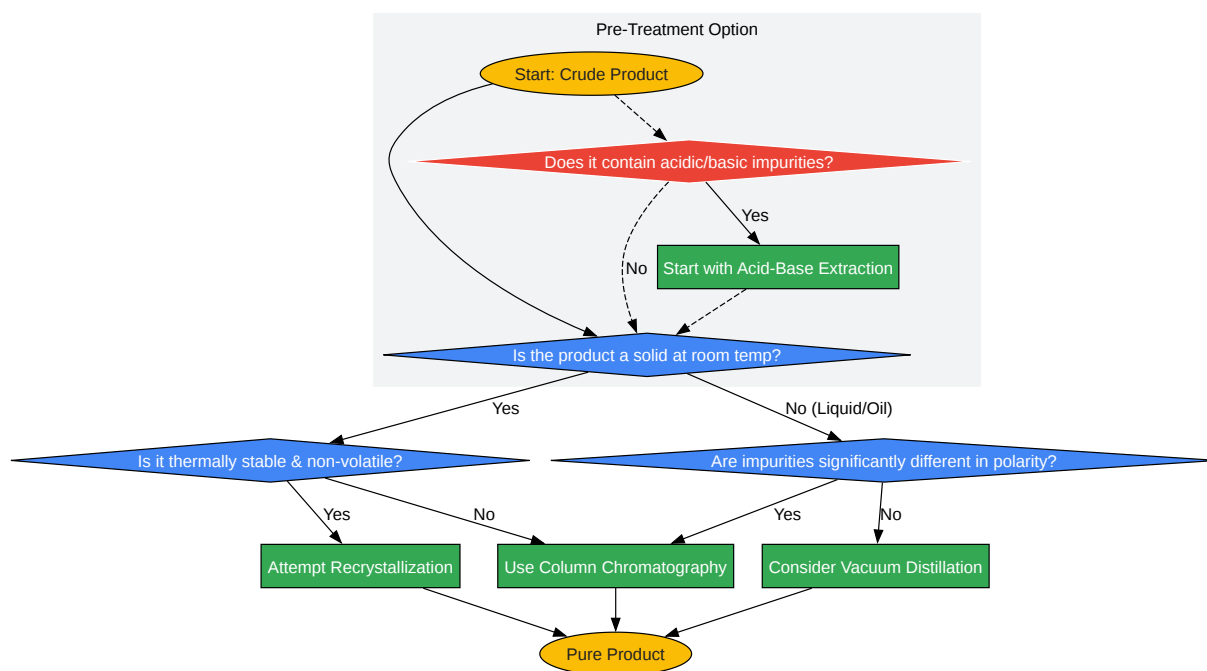 Pre-Treatment Option
Start: Crude Product
Does it contain acidic/basic impurities?
Yes
No
Start with Acid-Base Extraction
Is the product a solid at room temp?
Yes
No (Liquid/Oil)
Is it thermally stable & non-volatile?
Are impurities significantly different in polarity?
Yes
No
Yes
No
Attempt Recrystallization
Use Column Chromatography
Consider Vacuum Distillation
Pure Product